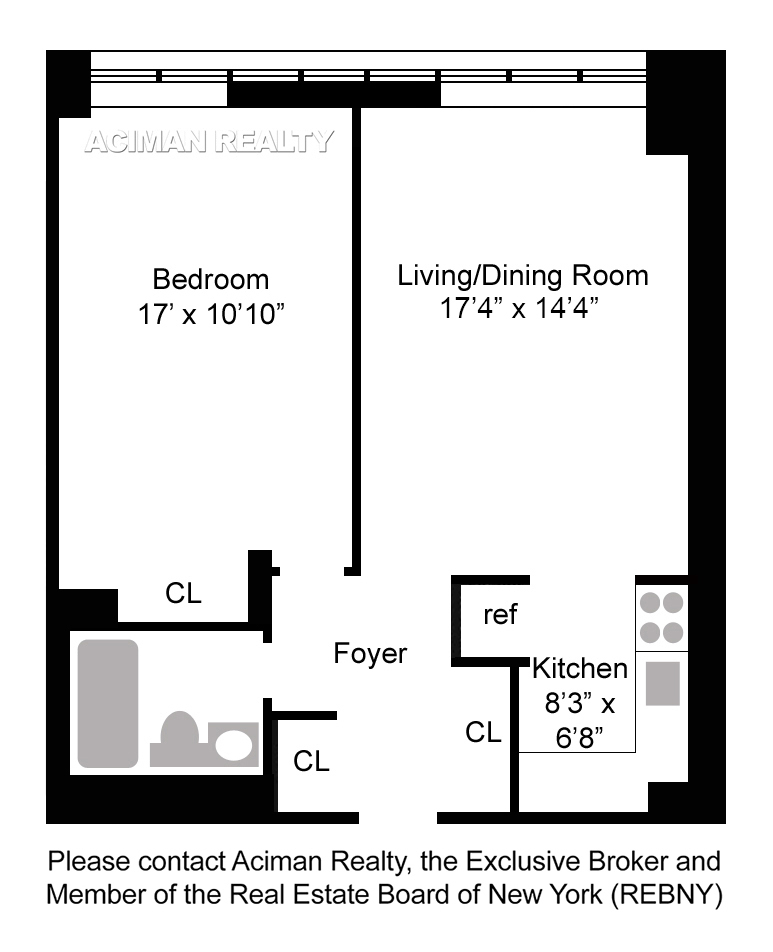 ACIMAN REALTY
Bedroom
17’ x 10’10”
Living/Dining Room
17’4” x 14’4”
CL
ref
Foyer
Kitchen
8’3” x
6’8”
CL
CL
Please contact Aciman Realty, the Exclusive Broker and
Member of the Real Estate Board of New York (REBNY)